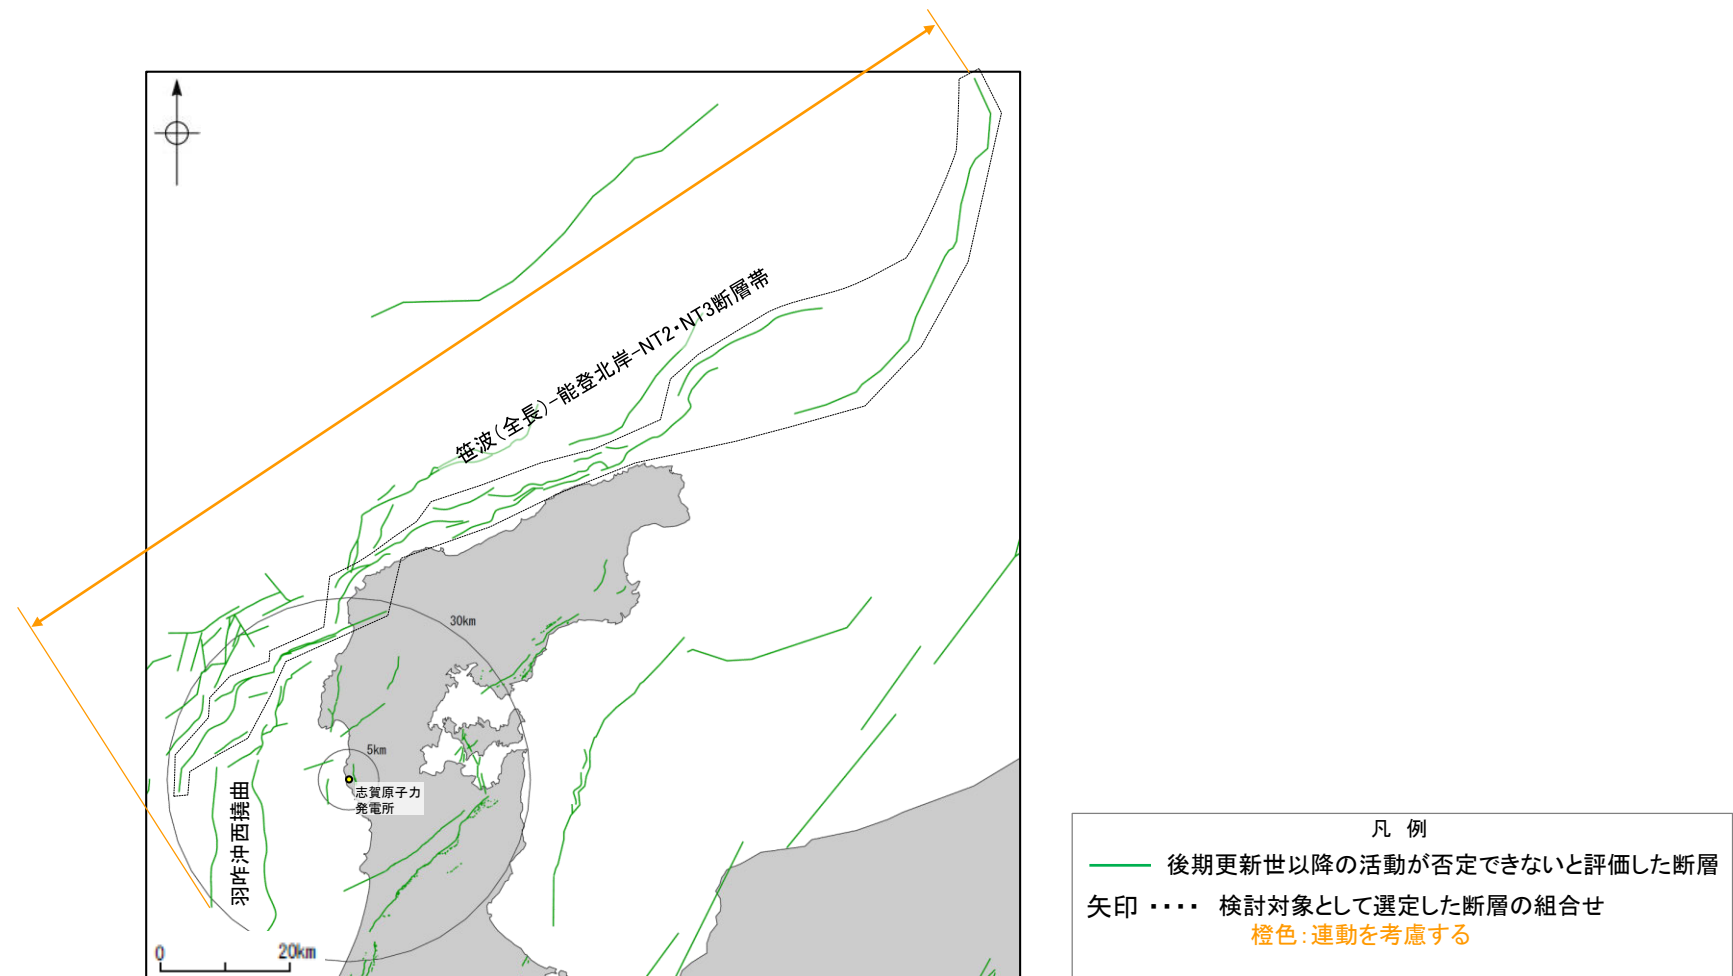 笹波(全長)-能登北岸-NT2・NT3断層帯
30km
5km
志賀原子力
発電所
羽咋沖西撓曲
0 20km
凡 例
後期更新世以降の活動が否定できないと評価した断層
矢印 ・・・・ 検討対象として選定した断層の組合せ
橙色:連動を考慮する